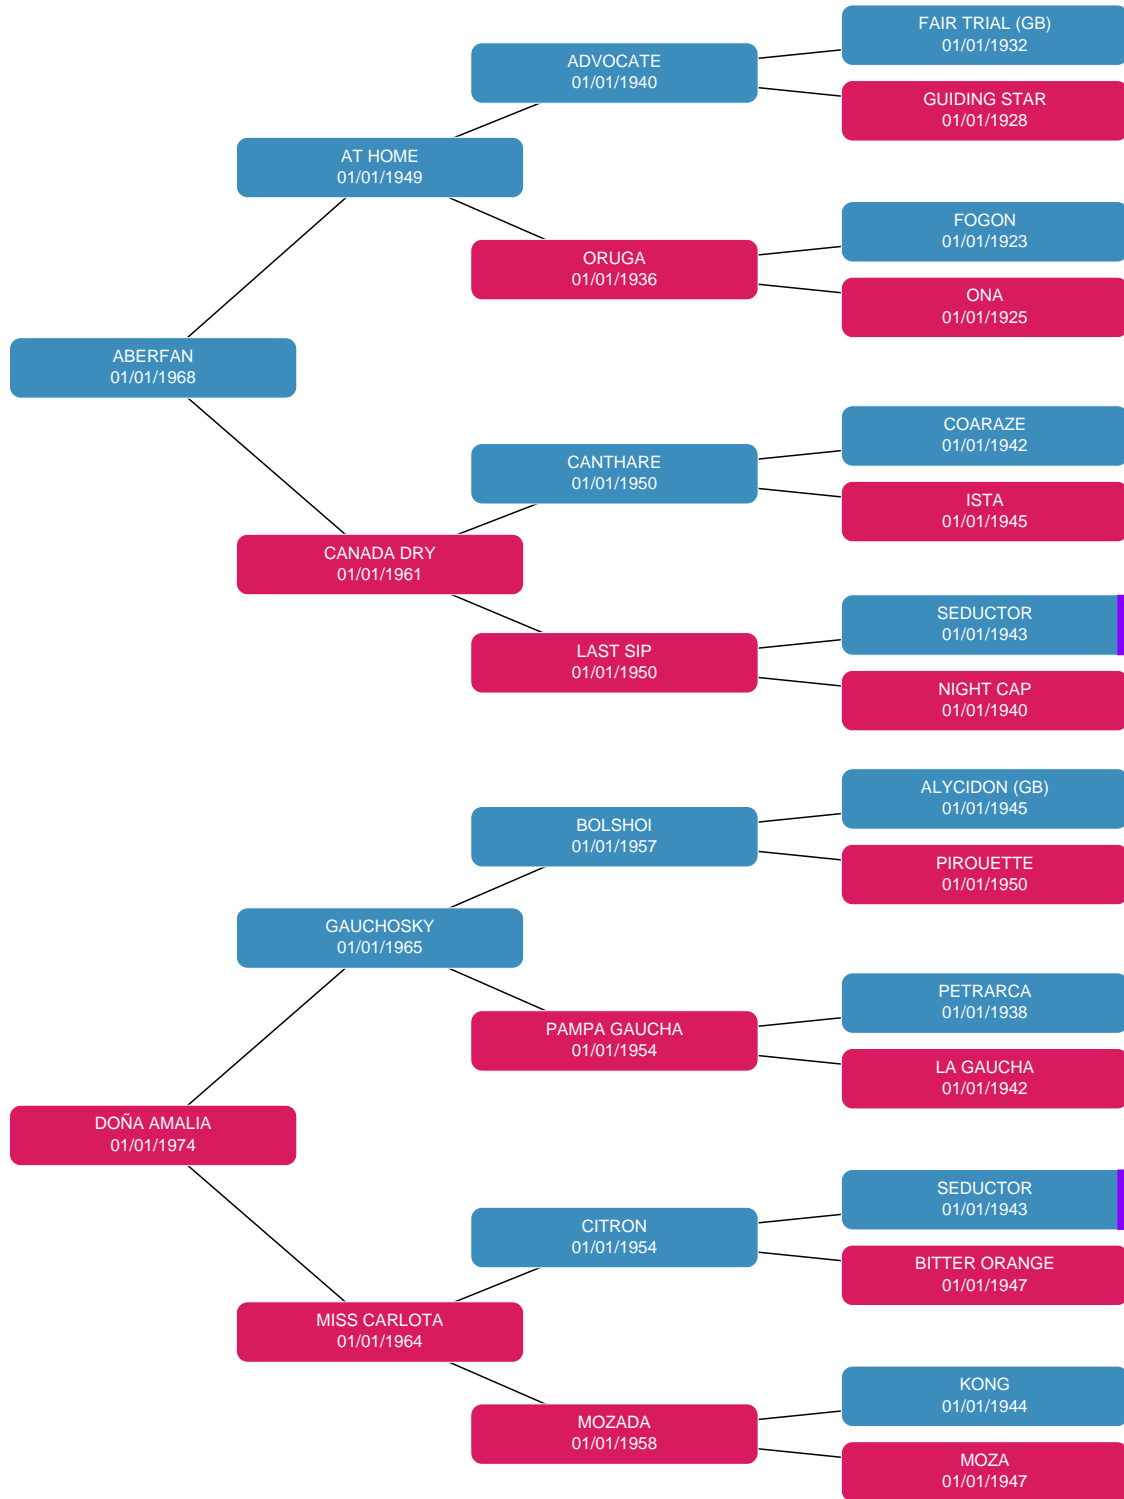 FAIR TRIAL (GB)
01/01/1932
ADVOCATE
01/01/1940
GUIDING STAR
01/01/1928
AT HOME
01/01/1949
FOGON
01/01/1923
ORUGA
01/01/1936
ONA
01/01/1925
ABERFAN
01/01/1968
COARAZE
01/01/1942
CANTHARE
01/01/1950
ISTA
01/01/1945
CANADA DRY
01/01/1961
SEDUCTOR
01/01/1943
LAST SIP
01/01/1950
NIGHT CAP
01/01/1940
ALYCIDON (GB)
01/01/1945
BOLSHOI
01/01/1957
PIROUETTE
01/01/1950
GAUCHOSKY
01/01/1965
PETRARCA
01/01/1938
PAMPA GAUCHA
01/01/1954
LA GAUCHA
01/01/1942
DOÑA AMALIA
01/01/1974
SEDUCTOR
01/01/1943
CITRON
01/01/1954
BITTER ORANGE
01/01/1947
MISS CARLOTA
01/01/1964
KONG
01/01/1944
MOZADA
01/01/1958
MOZA
01/01/1947